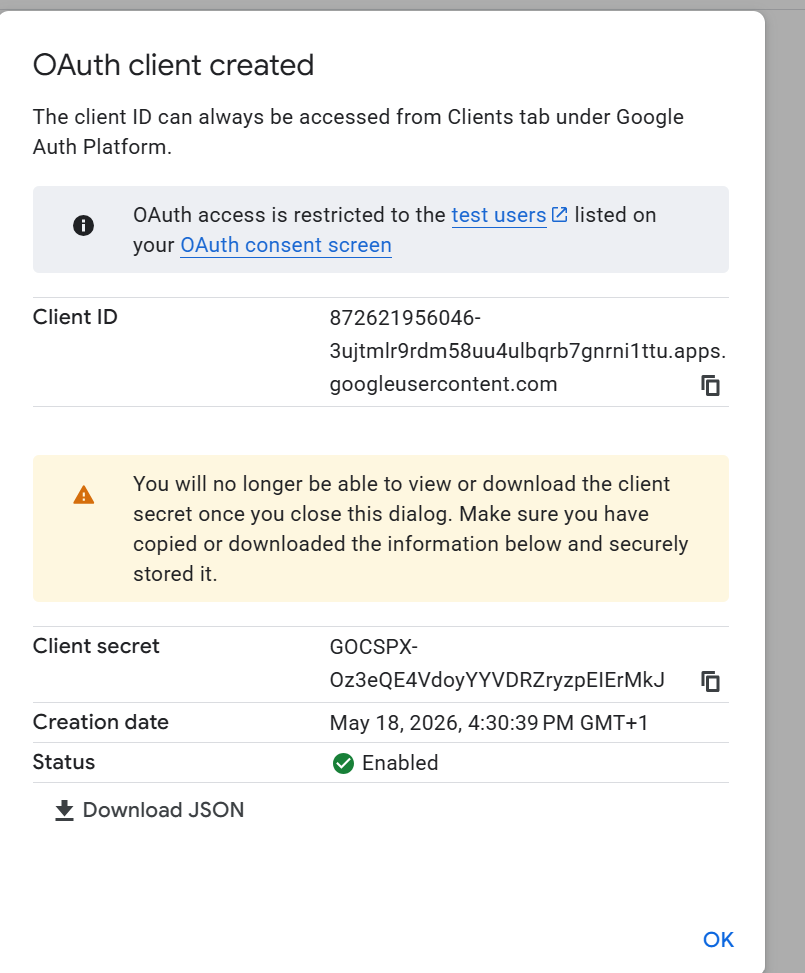 OAuth client created
The client ID can always be accessed from Clients tab under Google
Auth Platform.
OAuth access is restricted to the test users listed on
your OAuth consent screen
Client ID
872621956046-
3ujtmlr9rdm58uu4ulbqrb7gnrni1ttu.apps.
googleusercontent.com
You will no longer be able to view or download the client
secret once you close this dialog. Make sure you have
copied or downloaded the information below and securely
stored it.
Client secret
GOCSPX-
Oz3eQE4VdoyYYVDRZryzpEIErMkJ
Creation date
May 18, 2026, 4:30:39 PM GMT+1
Status
Enabled
Download JSON
OK